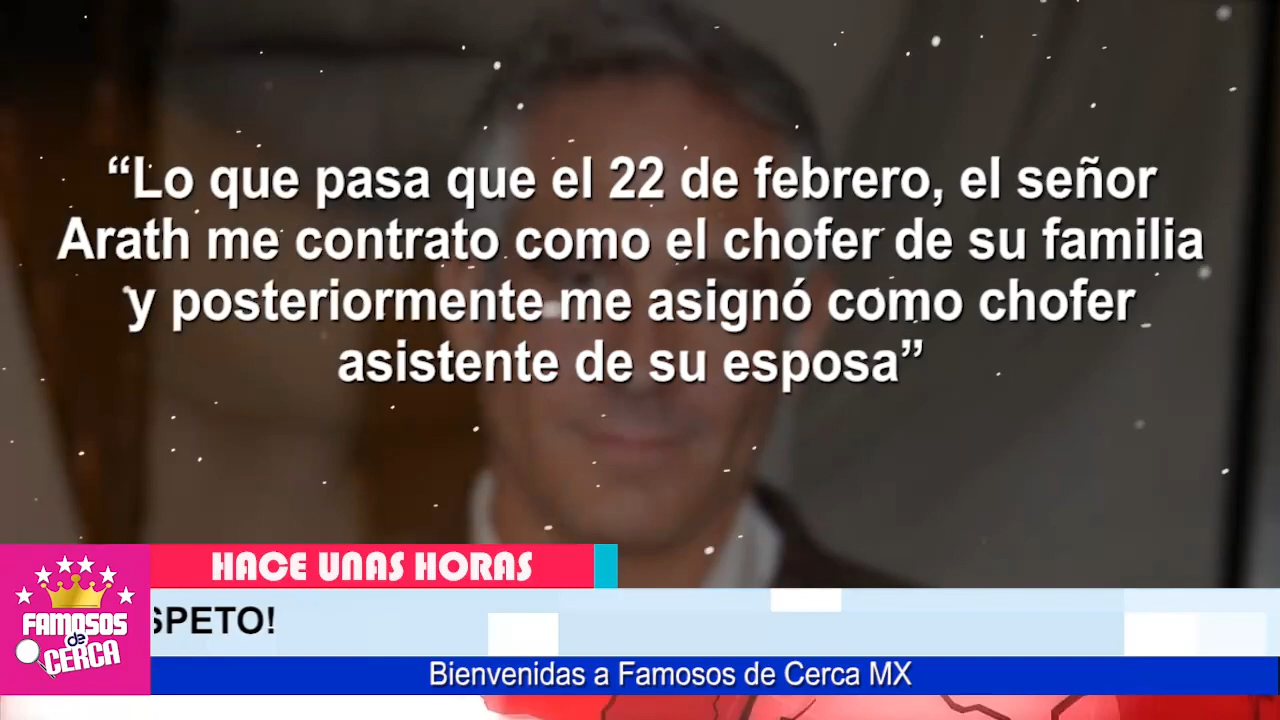 “Lo que pasa que el 22 de febrero, el señor
Arath me contrato como el chofer de su familia
y posteriormente me asignó como chofer
asistente de su esposa”
HACE UNAS HORAS
SPETO!
FAMOSOS
de
CERCA
Bienvenidas a Famosos de Cerca MX